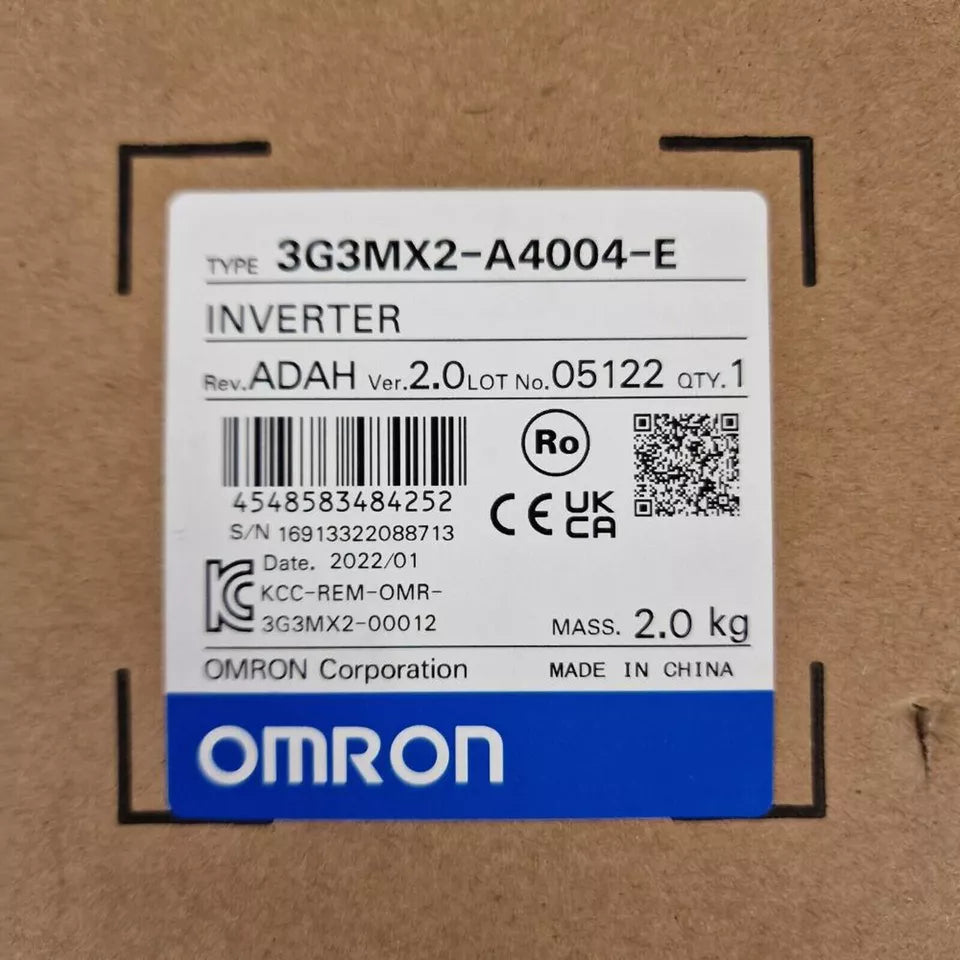 TYPE 3G3MX2-A4004-E
INVERTER
Rev.ADAH Ver.2.0 LOT No.05122 QTY.1
Ro
4548583484252
CE UK CA
S/N 16913322088713
Date. 2022/01
KC
KCC-REM-OMR-
3G3MX2-00012
MASS. 2.0 kg
OMRON Corporation MADE IN CHINA
OMRON